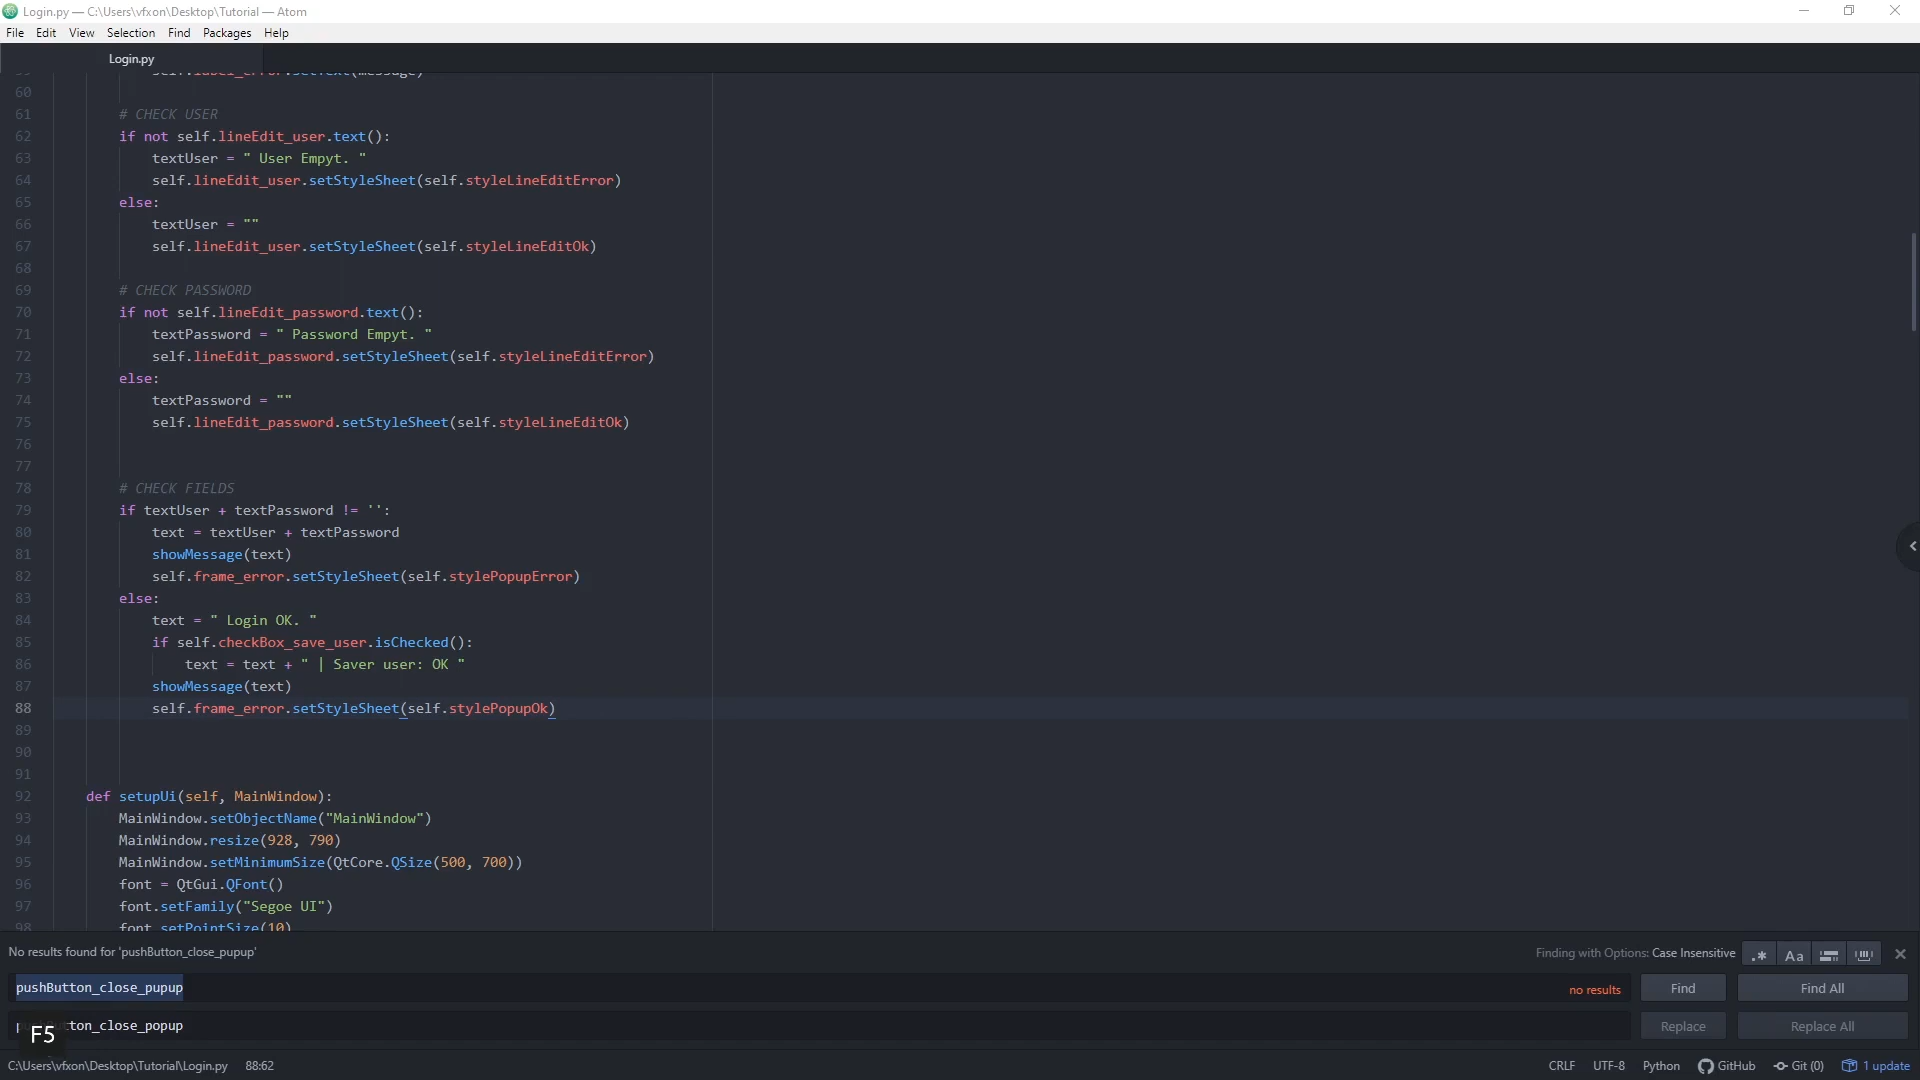 Login.py — C:\Users\vfxon\Desktop\Tutorial — Atom
File Edit View Selection Find Packages Help
Login.py
60
61 # CHECK USER
62 if not self.lineEdit_user.text():
63 textUser = " User Empyt. "
64 self.lineEdit_user.setStyleSheet(self.styleLineEditError)
65 else:
66 textUser = ""
67 self.lineEdit_user.setStyleSheet(self.styleLineEditOk)
68
69 # CHECK PASSWORD
70 if not self.lineEdit_password.text():
71 textPassword = " Password Empyt. "
72 self.lineEdit_password.setStyleSheet(self.styleLineEditError)
73 else:
74 textPassword = ""
75 self.lineEdit_password.setStyleSheet(self.styleLineEditOk)
76
77
78 # CHECK FIELDS
79 if textUser + textPassword != '':
80 text = textUser + textPassword
81 showMessage(text)
82 self.frame_error.setStyleSheet(self.stylePopupError)
83 else:
84 text = " Login OK. "
85 if self.checkBox_save_user.isChecked():
86 text = text + " | Saver user: OK "
87 showMessage(text)
88 self.frame_error.setStyleSheet(self.stylePopupOk)
89
90
91
92 def setupUi(self, MainWindow):
93 MainWindow.setObjectName("MainWindow")
94 MainWindow.resize(928, 790)
95 MainWindow.setMinimumSize(QtCore.QSize(500, 700))
96 font = QtGui.QFont()
97 font.setFamily("Segoe UI")
98 font.setPointSize(10)
No results found for 'pushButton_close_pupup' Finding with Options: Case Insensitive .* Aa
pushButton_close_pupup no results Find Find All
tton_close_popup Replace Replace All
F5
C:\Users\vfxon\Desktop\Tutorial\Login.py 88:62 CRLF UTF-8 Python GitHub Git (0) 1 update